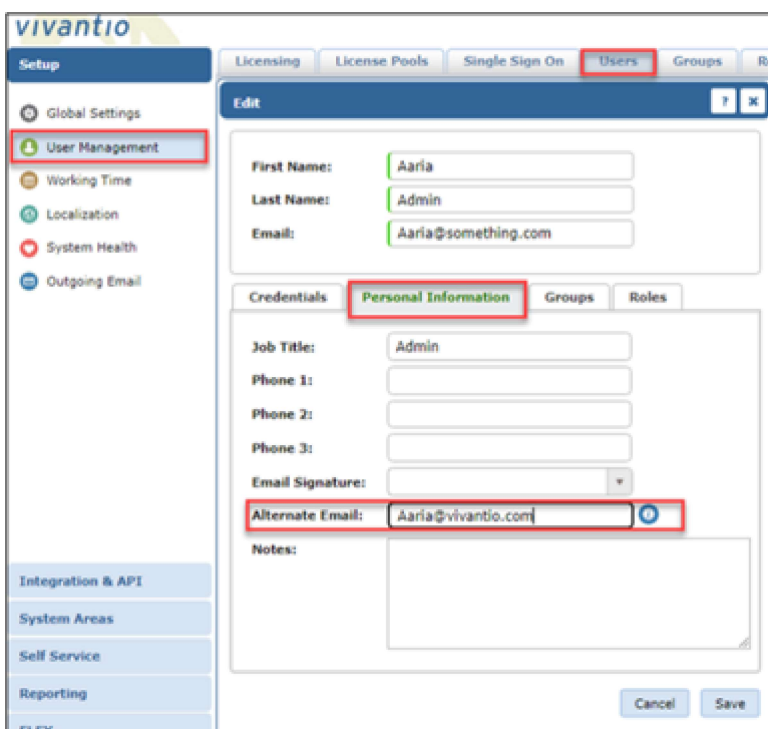 vivantio
Setup
Licensing
License Pools
Single Sign On
Users
Groups
Global Settings
User Management
Working Time
Localization
System Health
Outgoing Email
Integration & API
System Areas
Self Service
Reporting
Edit
?
First Name:
Aaria
Last Name:
Admin
Email:
Aaria@something.com
Credentials
Personal Information
Groups
Roles
Job Title:
Admin
Phone 1:
Phone 2:
Phone 3:
Email Signature:
Alternate Email:
Aaria@vivantio.com
Notes:
Cancel
Save